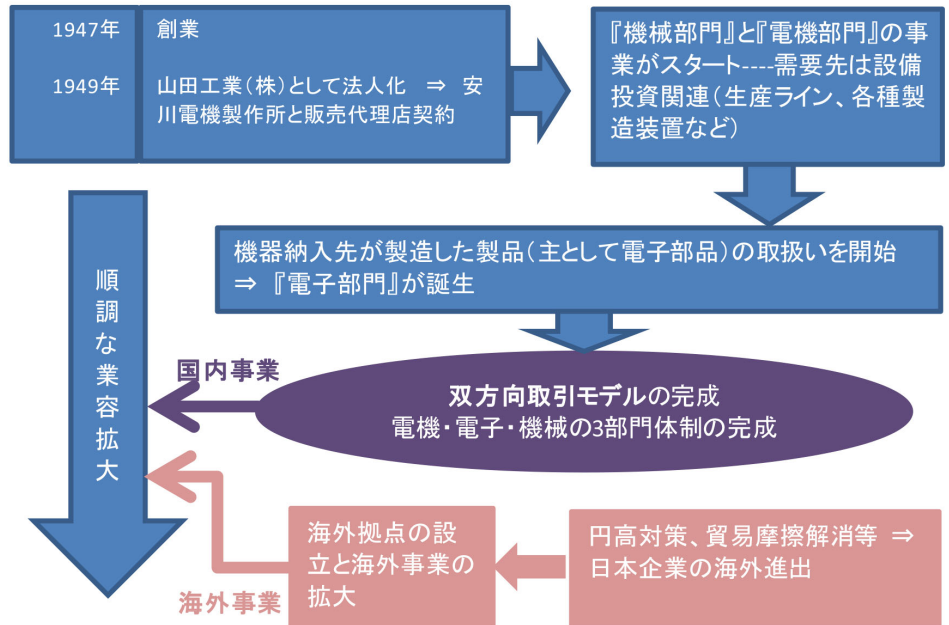 1947年 創業
1949年 山田工業(株)として法人化 ⇒ 安
川電機製作所と販売代理店契約
『機械部門』と『電機部門』の事
業がスタート----需要先は設備
投資関連(生産ライン、各種製
造装置など)
機器納入先が製造した製品(主として電子部品)の取扱いを開始
⇒ 『電子部門』が誕生
順調な業容拡大
国内事業
双方向取引モデルの完成
電機・電子・機械の3部門体制の完成
海外拠点の設
立と海外事業の
拡大
円高対策、貿易摩擦解消等 ⇒
日本企業の海外進出
海外事業